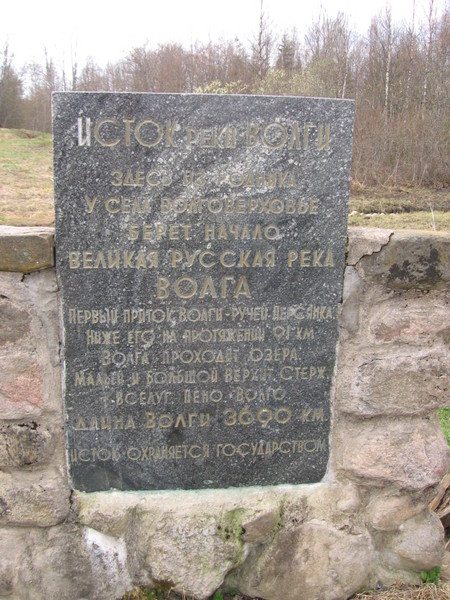 ИСТОК РЕКИ ВОЛГИ
ЗДЕСЬ ИЗ РОДНИКА
У СЕЛА ВОЛГОВЕРХОВЬЕ
БЕРЕТ НАЧАЛО
ВЕЛИКАЯ РУССКАЯ РЕКА
ВОЛГА
ПЕРВЫЙ ПРИТОК ВОЛГИ-РУЧЕЙ ПЕРСЯНКА.
НИЖЕ ЕГО НА ПРОТЯЖЕНИИ 91 КМ
ВОЛГА ПРОХОДИТ ОЗЕРА:
МАЛЫЙ И БОЛЬШОЙ ВЕРХИТ, СТЕРЖ,
ВСЕЛУГ, ПЕНО, ВОЛГО
ДЛИНА ВОЛГИ 3690 КМ
ИСТОК ОХРАНЯЕТСЯ ГОСУДАРСТВОМ